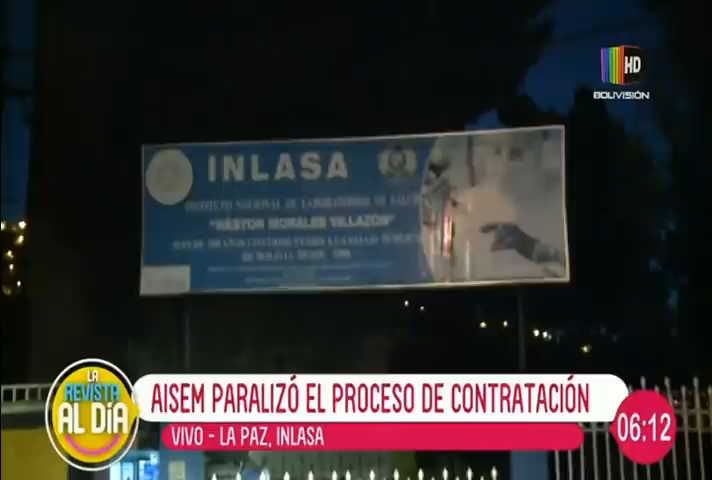 HD
BOLIVISIÓN
INLASA
INSTITUTO NACIONAL DE LABORATORIOS DE SALUD
"NÉSTOR MORALES VILLAZÓN"
LA
REVISTA
AL DÍA
AISEM PARALIZÓ EL PROCESO DE CONTRATACIÓN
VIVO - LA PAZ, INLASA
06:12